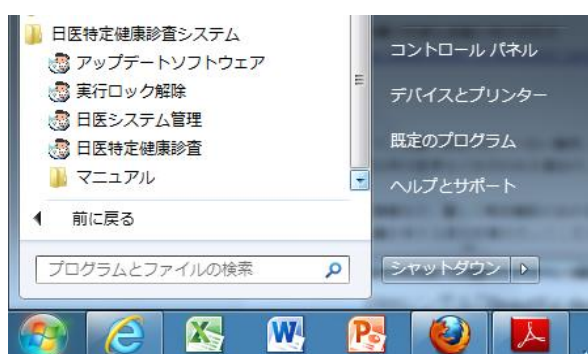 日医特定健康診査システム
アップデートソフトウェア
実行ロック解除
日医システム管理
日医特定健康診査
マニュアル
前に戻る
プログラムとファイルの検索
コントロール パネル
デバイスとプリンター
既定のプログラム
ヘルプとサポート
シャットダウン